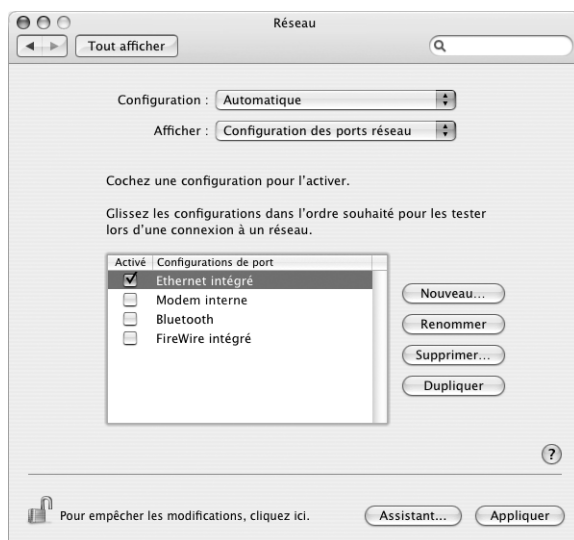 Réseau
Tout afficher
Configuration : Automatique
Afficher : Configuration des ports réseau
Cochez une configuration pour l'activer.
Glissez les configurations dans l'ordre souhaité pour les tester
lors d'une connexion à un réseau.
Activé Configurations de port
Ethernet intégré
Modem interne
Bluetooth
FireWire intégré
Nouveau...
Renommer
Supprimer...
Dupliquer
?
Pour empêcher les modifications, cliquez ici.
Assistant...
Appliquer